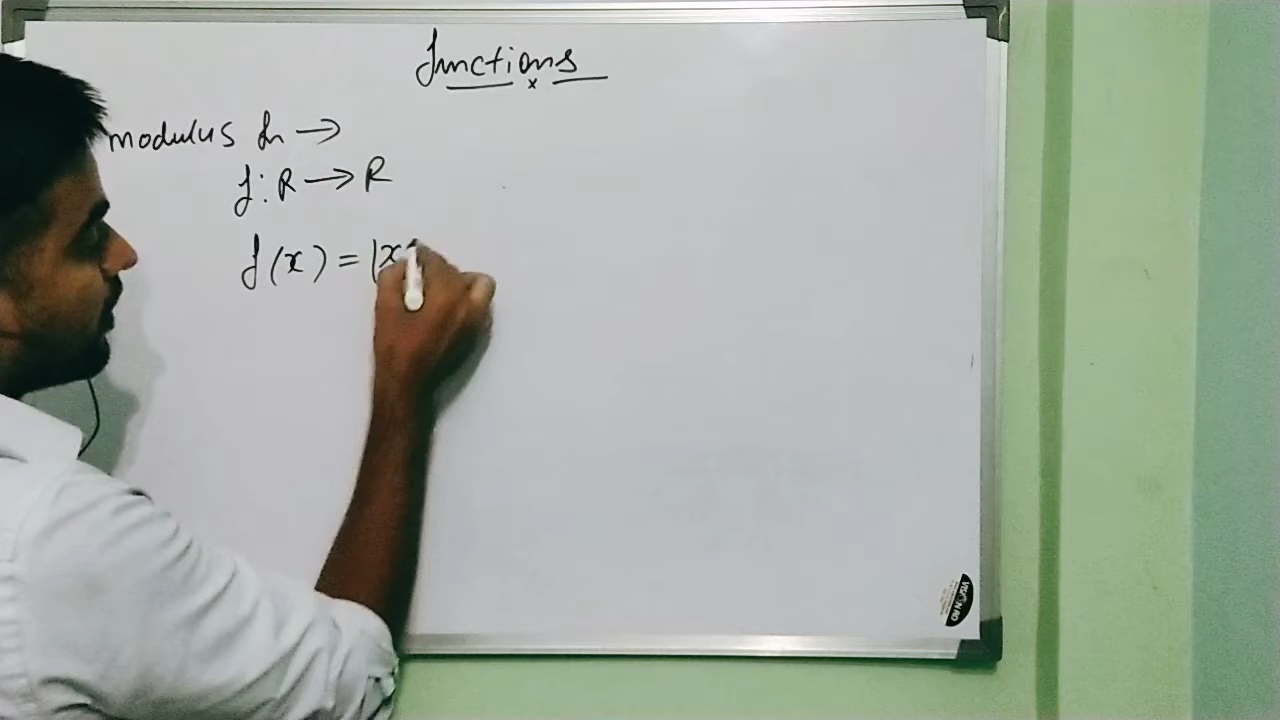 functions
modulus fn →
f: R → R
f(x) = |x